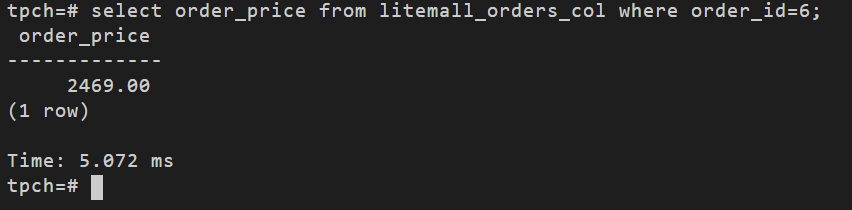 tpch=# select order_price from litemall_orders_col where order_id=6;
 order_price
-------------
     2469.00
(1 row)

Time: 5.072 ms
tpch=#